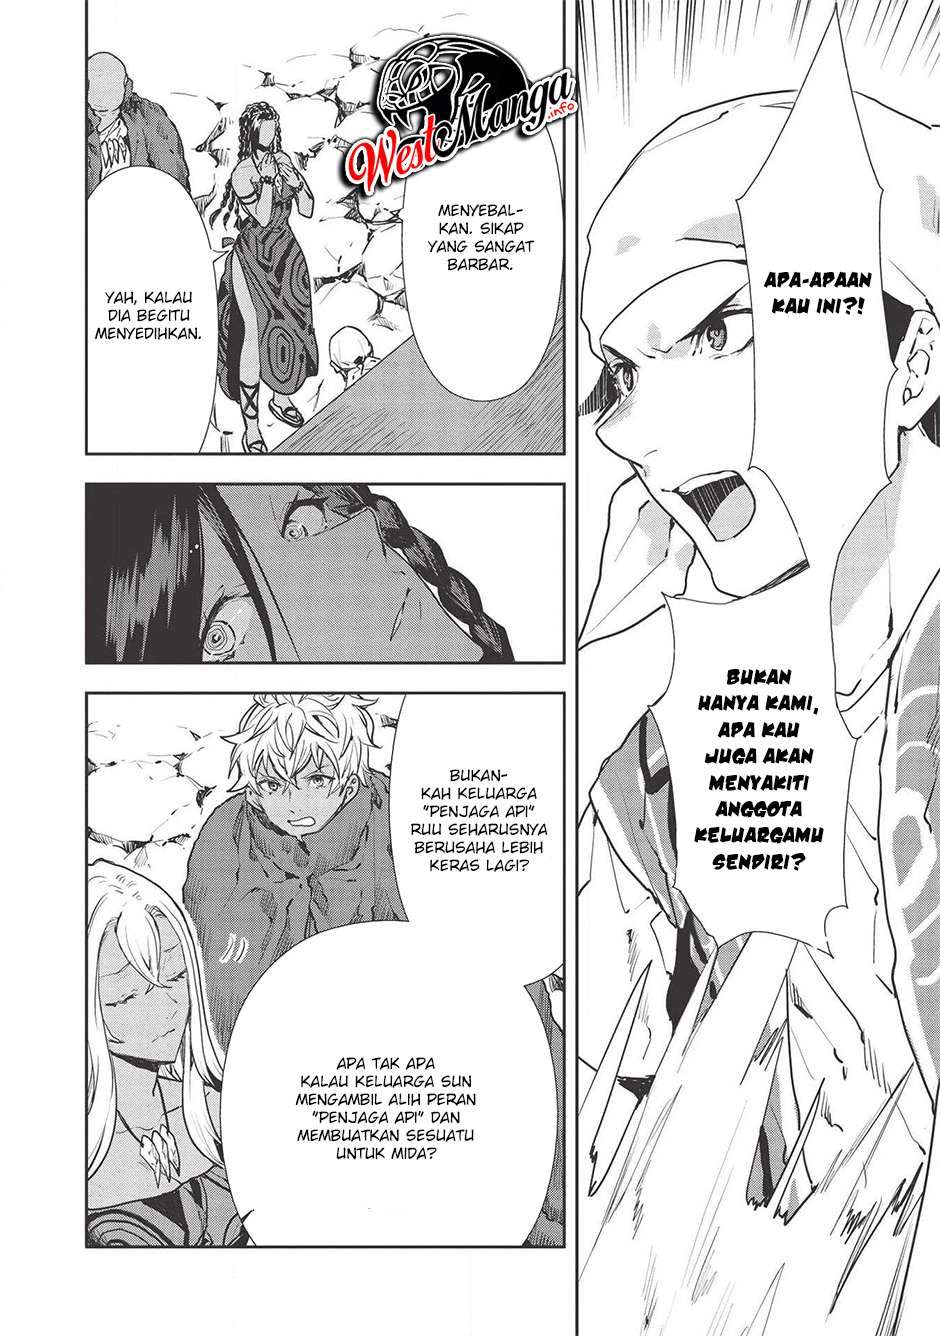 APA-APAAN
KAU INI?!
BUKAN
HANYA KAMI,
APA KAU
JUGA AKAN
MENYAKITI
ANGGOTA
KELUARGAMU
SENDIRI?
WestManga
.info
MENYEBAL-
KAN. SIKAP
YANG SANGAT
BARBAR.
YAH, KALAU
DIA BEGITU
MENYEDIHKAN.
BUKAN-
KAH KELUARGA
"PENJAGA API"
RUU SEHARUSNYA
BERUSAHA LEBIH
KERAS LAGI?
APA TAK APA
KALAU KELUARGA SUN
MENGAMBIL ALIH PERAN
"PENJAGA API" DAN
MEMBUATKAN SESUATU
UNTUK MIDA?